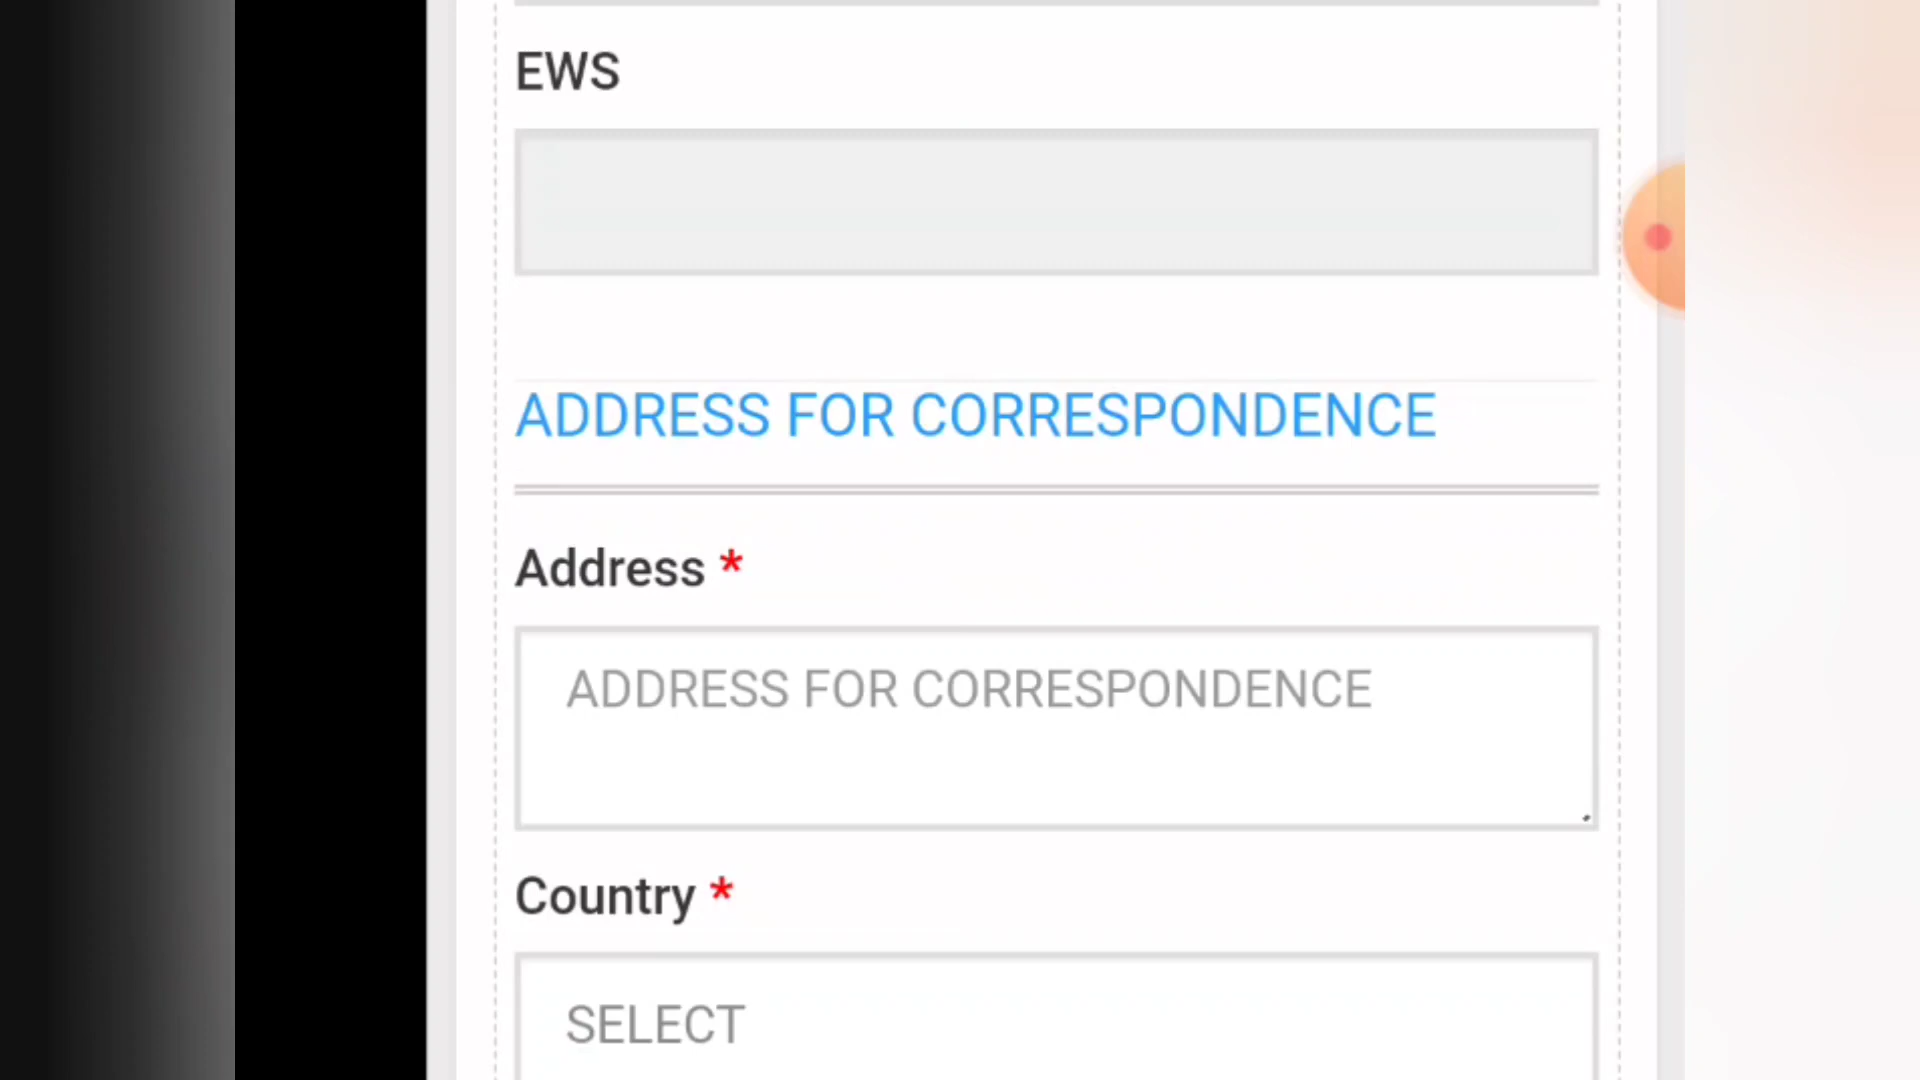 EWS
ADDRESS FOR CORRESPONDENCE
Address *
ADDRESS FOR CORRESPONDENCE
Country *
SELECT